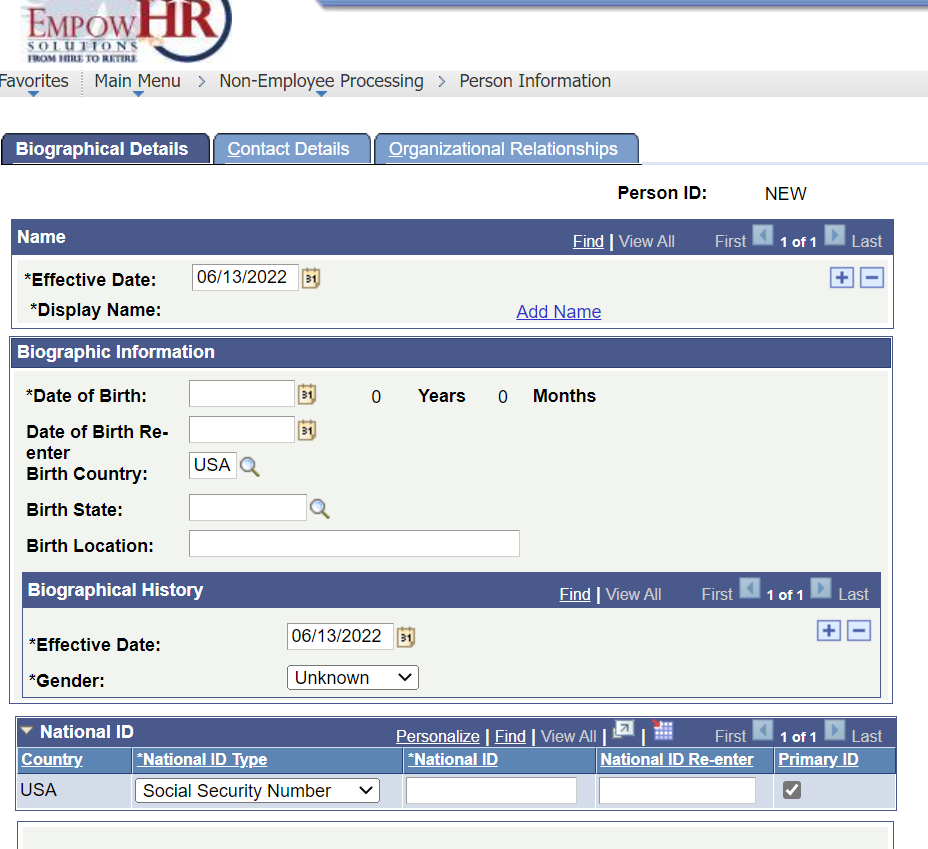 EMPOWHR
SOLUTIONS
FROM HIRE TO RETIRE
Favorites Main Menu > Non-Employee Processing > Person Information
Biographical Details Contact Details Organizational Relationships
Person ID: NEW
Name Find | View All First 1 of 1 Last
*Effective Date: 06/13/2022 31
*Display Name: Add Name
Biographic Information
*Date of Birth: 31 0 Years 0 Months
Date of Birth Re-
enter 31
Birth Country: USA
Birth State:
Birth Location:
Biographical History Find | View All First 1 of 1 Last
*Effective Date: 06/13/2022 31
*Gender: Unknown
National ID Personalize | Find | View All | | First 1 of 1 Last
Country *National ID Type *National ID National ID Re-enter Primary ID
USA Social Security Number